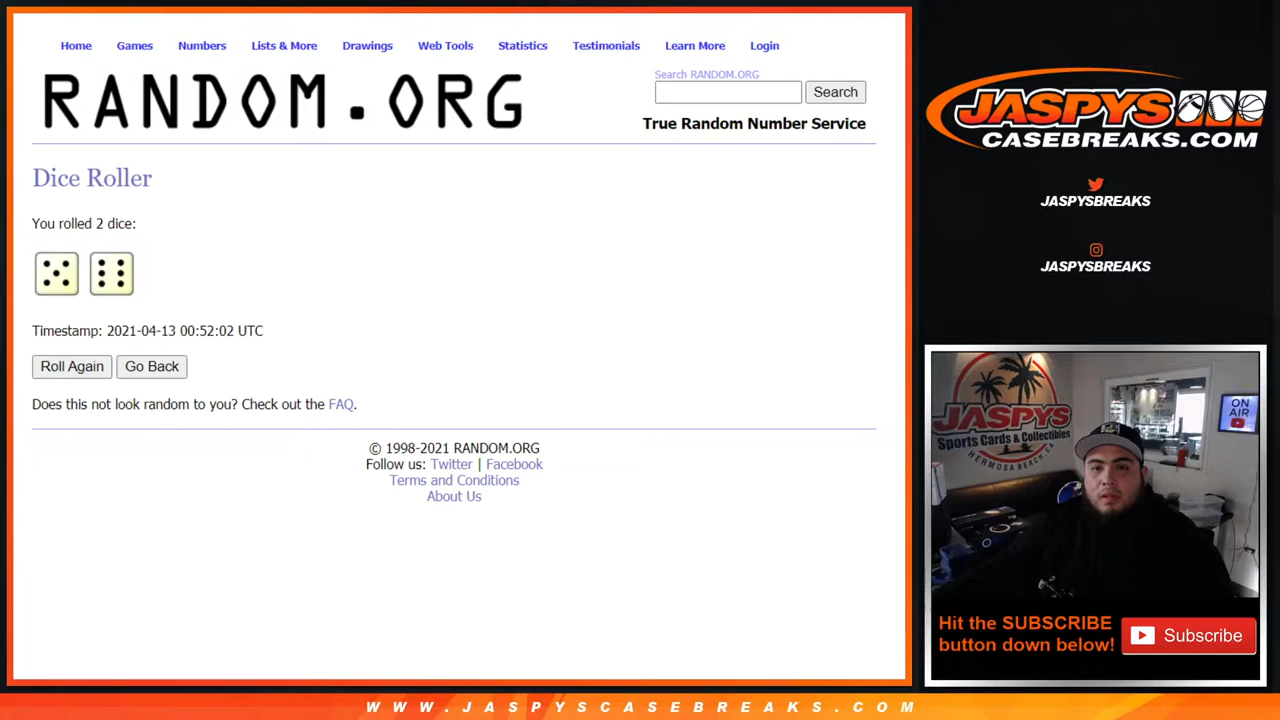 Home Games Numbers Lists & More Drawings Web Tools Statistics Testimonials Learn More Login
RANDOM.ORG
Search RANDOM.ORG
Search
True Random Number Service
Dice Roller
You rolled 2 dice:
Timestamp: 2021-04-13 00:52:02 UTC
Roll Again Go Back
Does this not look random to you? Check out the FAQ.
© 1998-2021 RANDOM.ORG
Follow us: Twitter | Facebook
Terms and Conditions
About Us
JASPYS
CASEBREAKS.COM
JASPYSBREAKS
JASPYSBREAKS
JASPYS
Sports Cards & Collectibles
HERMOSA BEACH, CA
ON
AIR
Hit the SUBSCRIBE
button down below!
Subscribe
WWW.JASPYSCASEBREAKS.COM